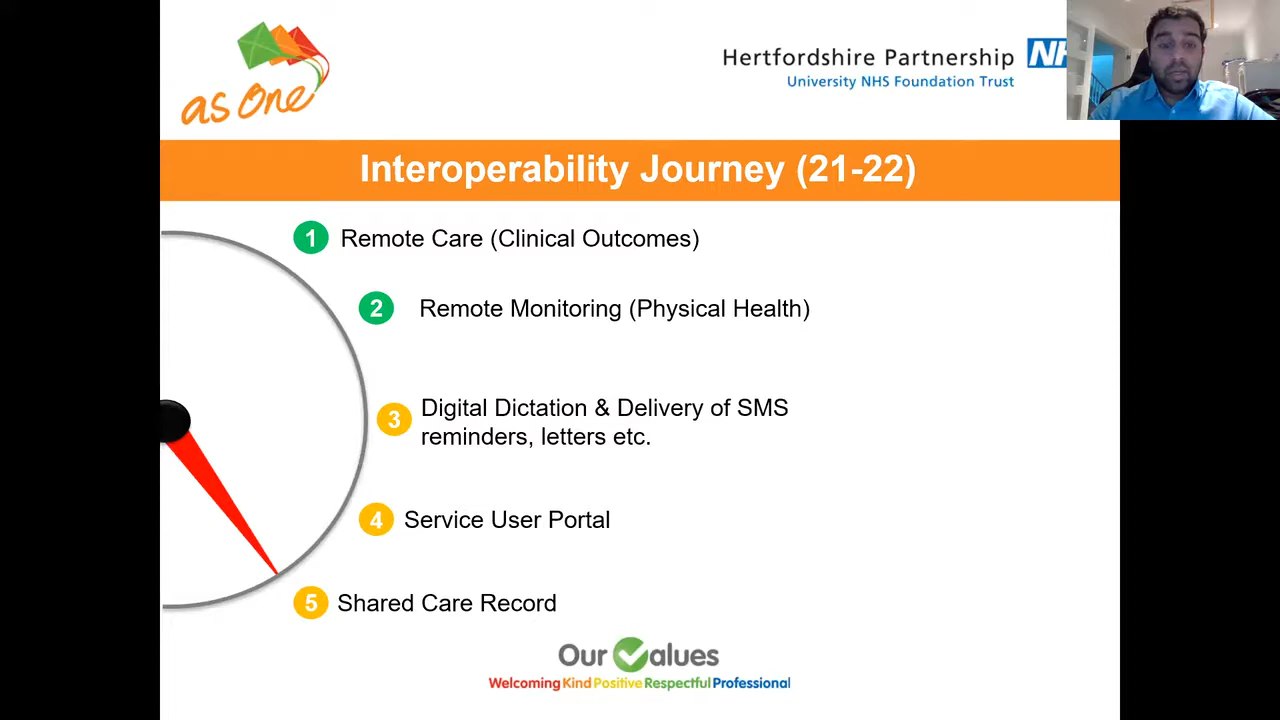 as One
Hertfordshire Partnership
University NHS Foundation Trust
Interoperability Journey (21-22)
1 Remote Care (Clinical Outcomes)
2 Remote Monitoring (Physical Health)
3 Digital Dictation & Delivery of SMS
reminders, letters etc.
4 Service User Portal
5 Shared Care Record
Our Values
Welcoming Kind Positive Respectful Professional